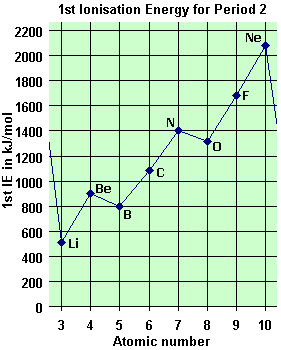 1st Ionisation Energy for Period 2
2200
2000
1800
1600
1400
1200
1000
800
600
400
200
0
1st IE in kJ/mol
Li
Be
B
C
N
O
F
Ne
3 4 5 6 7 8 9 10
Atomic number